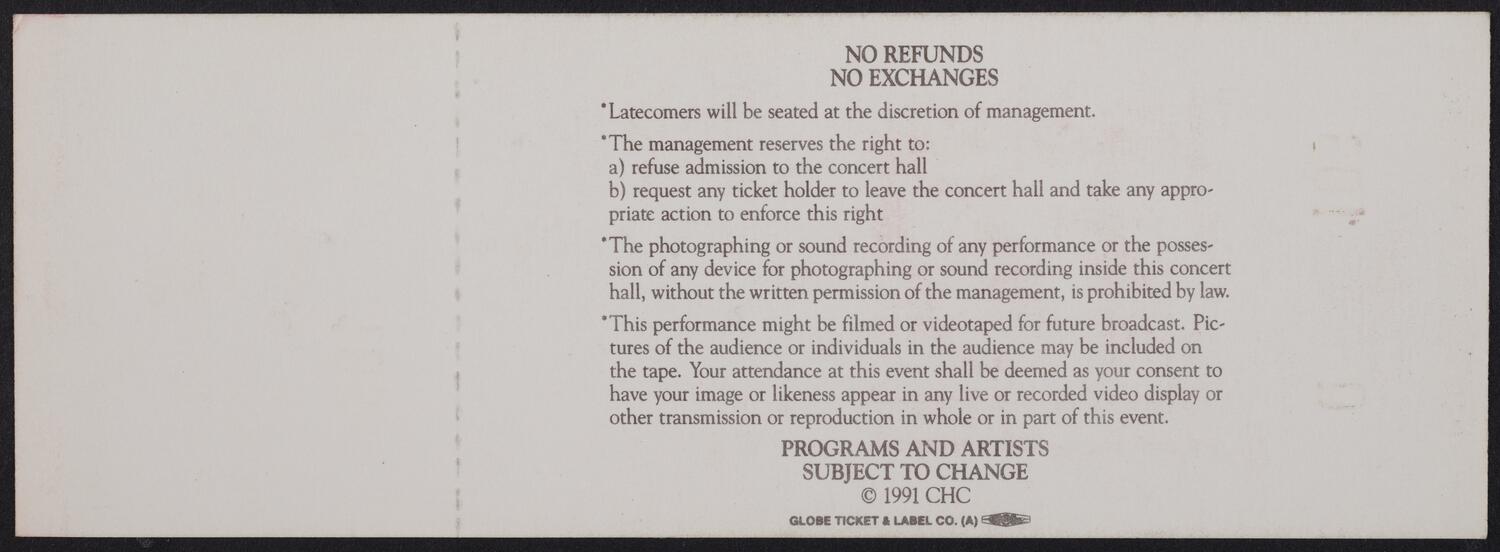 NO REFUNDS
NO EXCHANGES
*Latecomers will be seated at the discretion of management.
*The management reserves the right to:
a) refuse admission to the concert hall
b) request any ticket holder to leave the concert hall and take any appro-
priate action to enforce this right
*The photographing or sound recording of any performance or the posses-
sion of any device for photographing or sound recording inside this concert
hall, without the written permission of the management, is prohibited by law.
*This performance might be filmed or videotaped for future broadcast. Pic-
tures of the audience or individuals in the audience may be included on
the tape. Your attendance at this event shall be deemed as your consent to
have your image or likeness appear in any live or recorded video display or
other transmission or reproduction in whole or in part of this event.
PROGRAMS AND ARTISTS
SUBJECT TO CHANGE
© 1991 CHC
GLOBE TICKET & LABEL CO. (A)